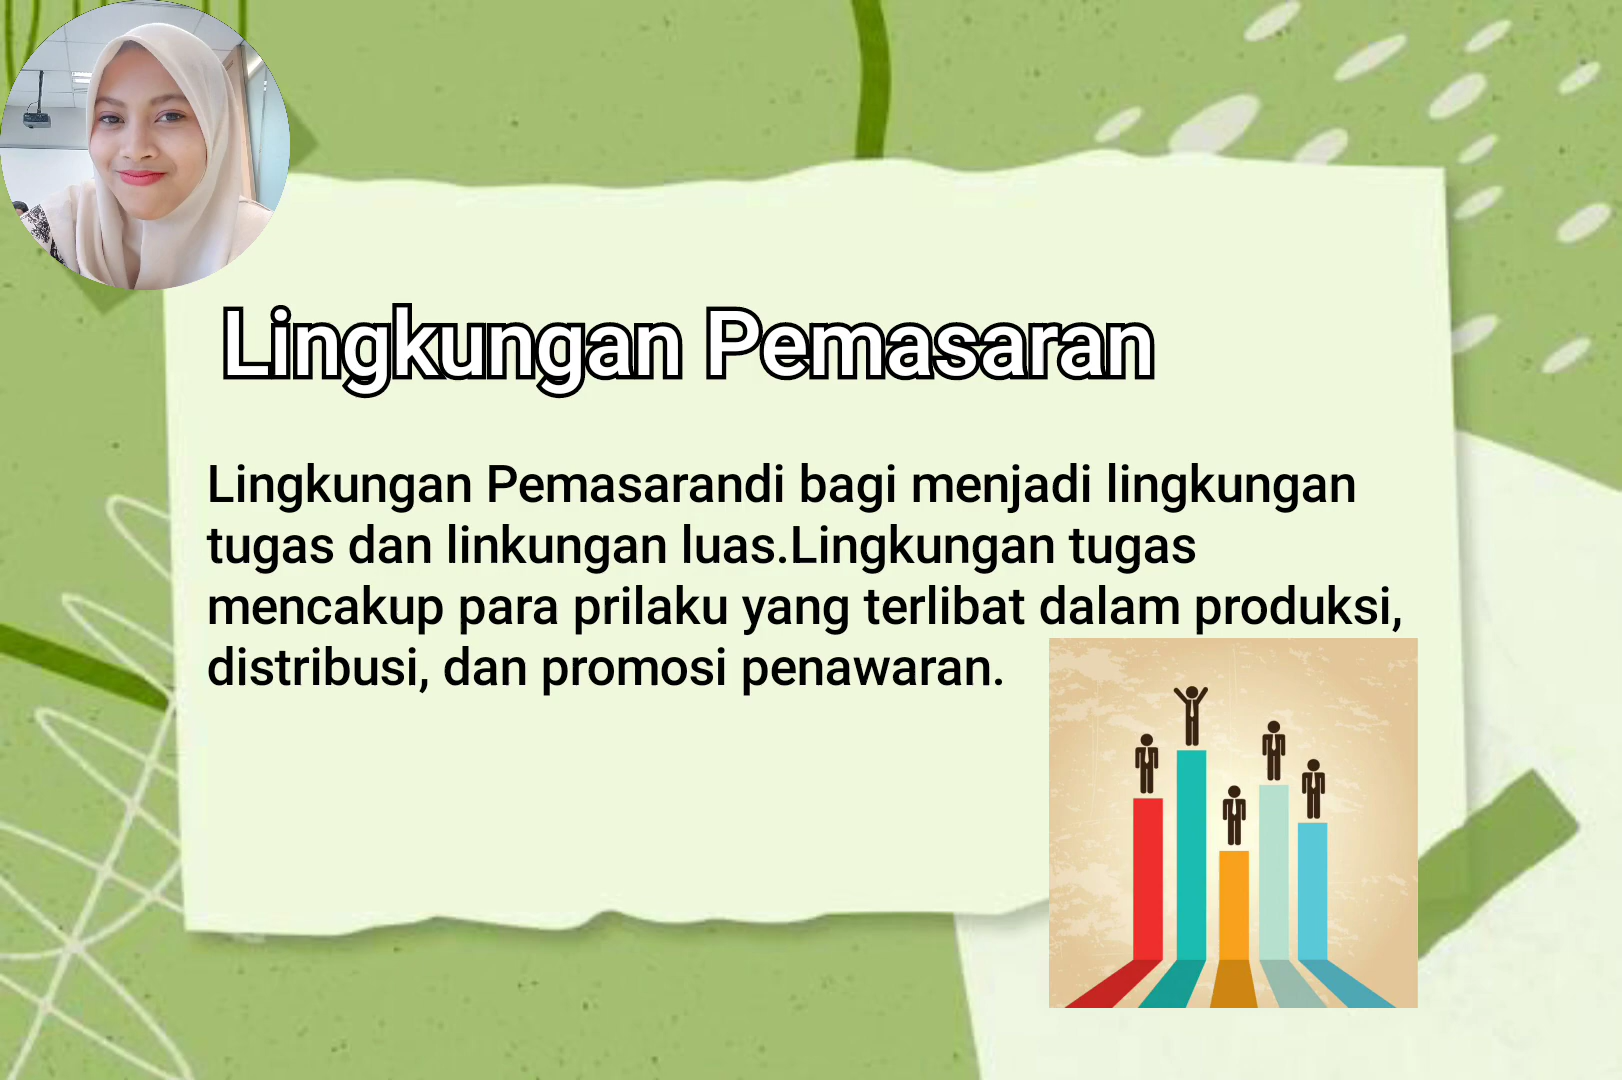 Lingkungan Pemasaran
Lingkungan Pemasarandi bagi menjadi lingkungan
tugas dan linkungan luas.Lingkungan tugas
mencakup para prilaku yang terlibat dalam produksi,
distribusi, dan promosi penawaran.